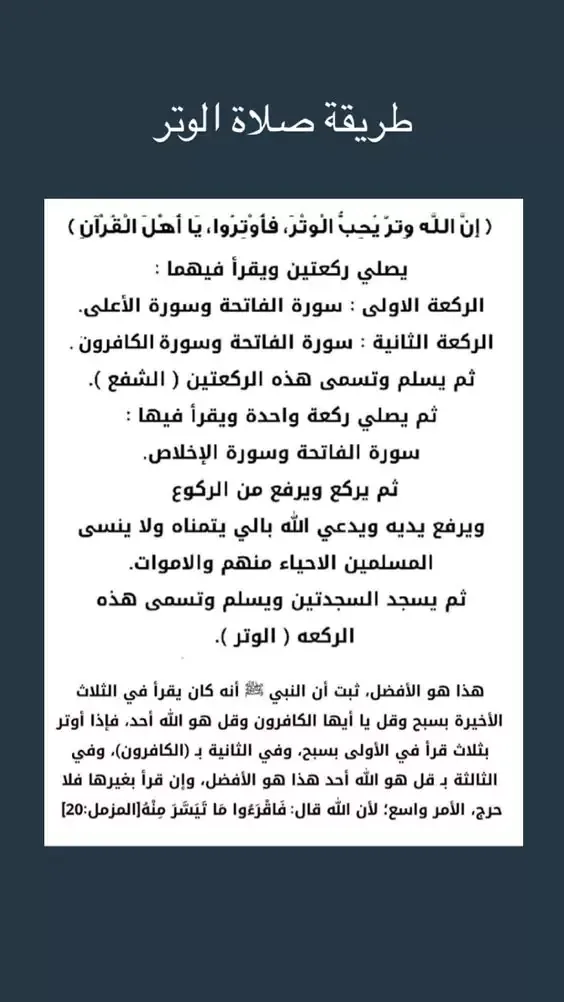 طريقة صلاة الوتر
( إنَّ اللَّه وِترٌ يُحِبُّ الْوِتْرَ، فَأَوْتِرُوا، يَا أَهْلَ الْقُرْآنِ )
يصلي ركعتين ويقرأ فيهما :
الركعة الاولى : سورة الفاتحة وسورة الأعلى.
الركعة الثانية : سورة الفاتحة وسورة الكافرون .
ثم يسلم وتسمى هذه الركعتين ( الشفع ).
ثم يصلي ركعة واحدة ويقرأ فيها :
سورة الفاتحة وسورة الإخلاص.
ثم يركع ويرفع من الركوع
ويرفع يديه ويدعي الله بالي يتمناه ولا ينسى
المسلمين الاحياء منهم والاموات.
ثم يسجد السجدتين ويسلم وتسمى هذه
الركعه ( الوتر ).
هذا هو الأفضل، ثبت أن النبي ﷺ أنه كان يقرأ في الثلاث
الأخيرة بسبح وقل يا أيها الكافرون وقل هو الله أحد، فإذا أوتر
بثلاث قرأ في الأولى بسبح، وفي الثانية بـ (الكافرون)، وفي
الثالثة بـ قل هو الله أحد هذا هو الأفضل، وإن قرأ بغيرها فلا
حرج، الأمر واسع؛ لأن الله قال: فَاقْرَءُوا مَا تَيَسَّرَ مِنْهُ[المزمل:20]